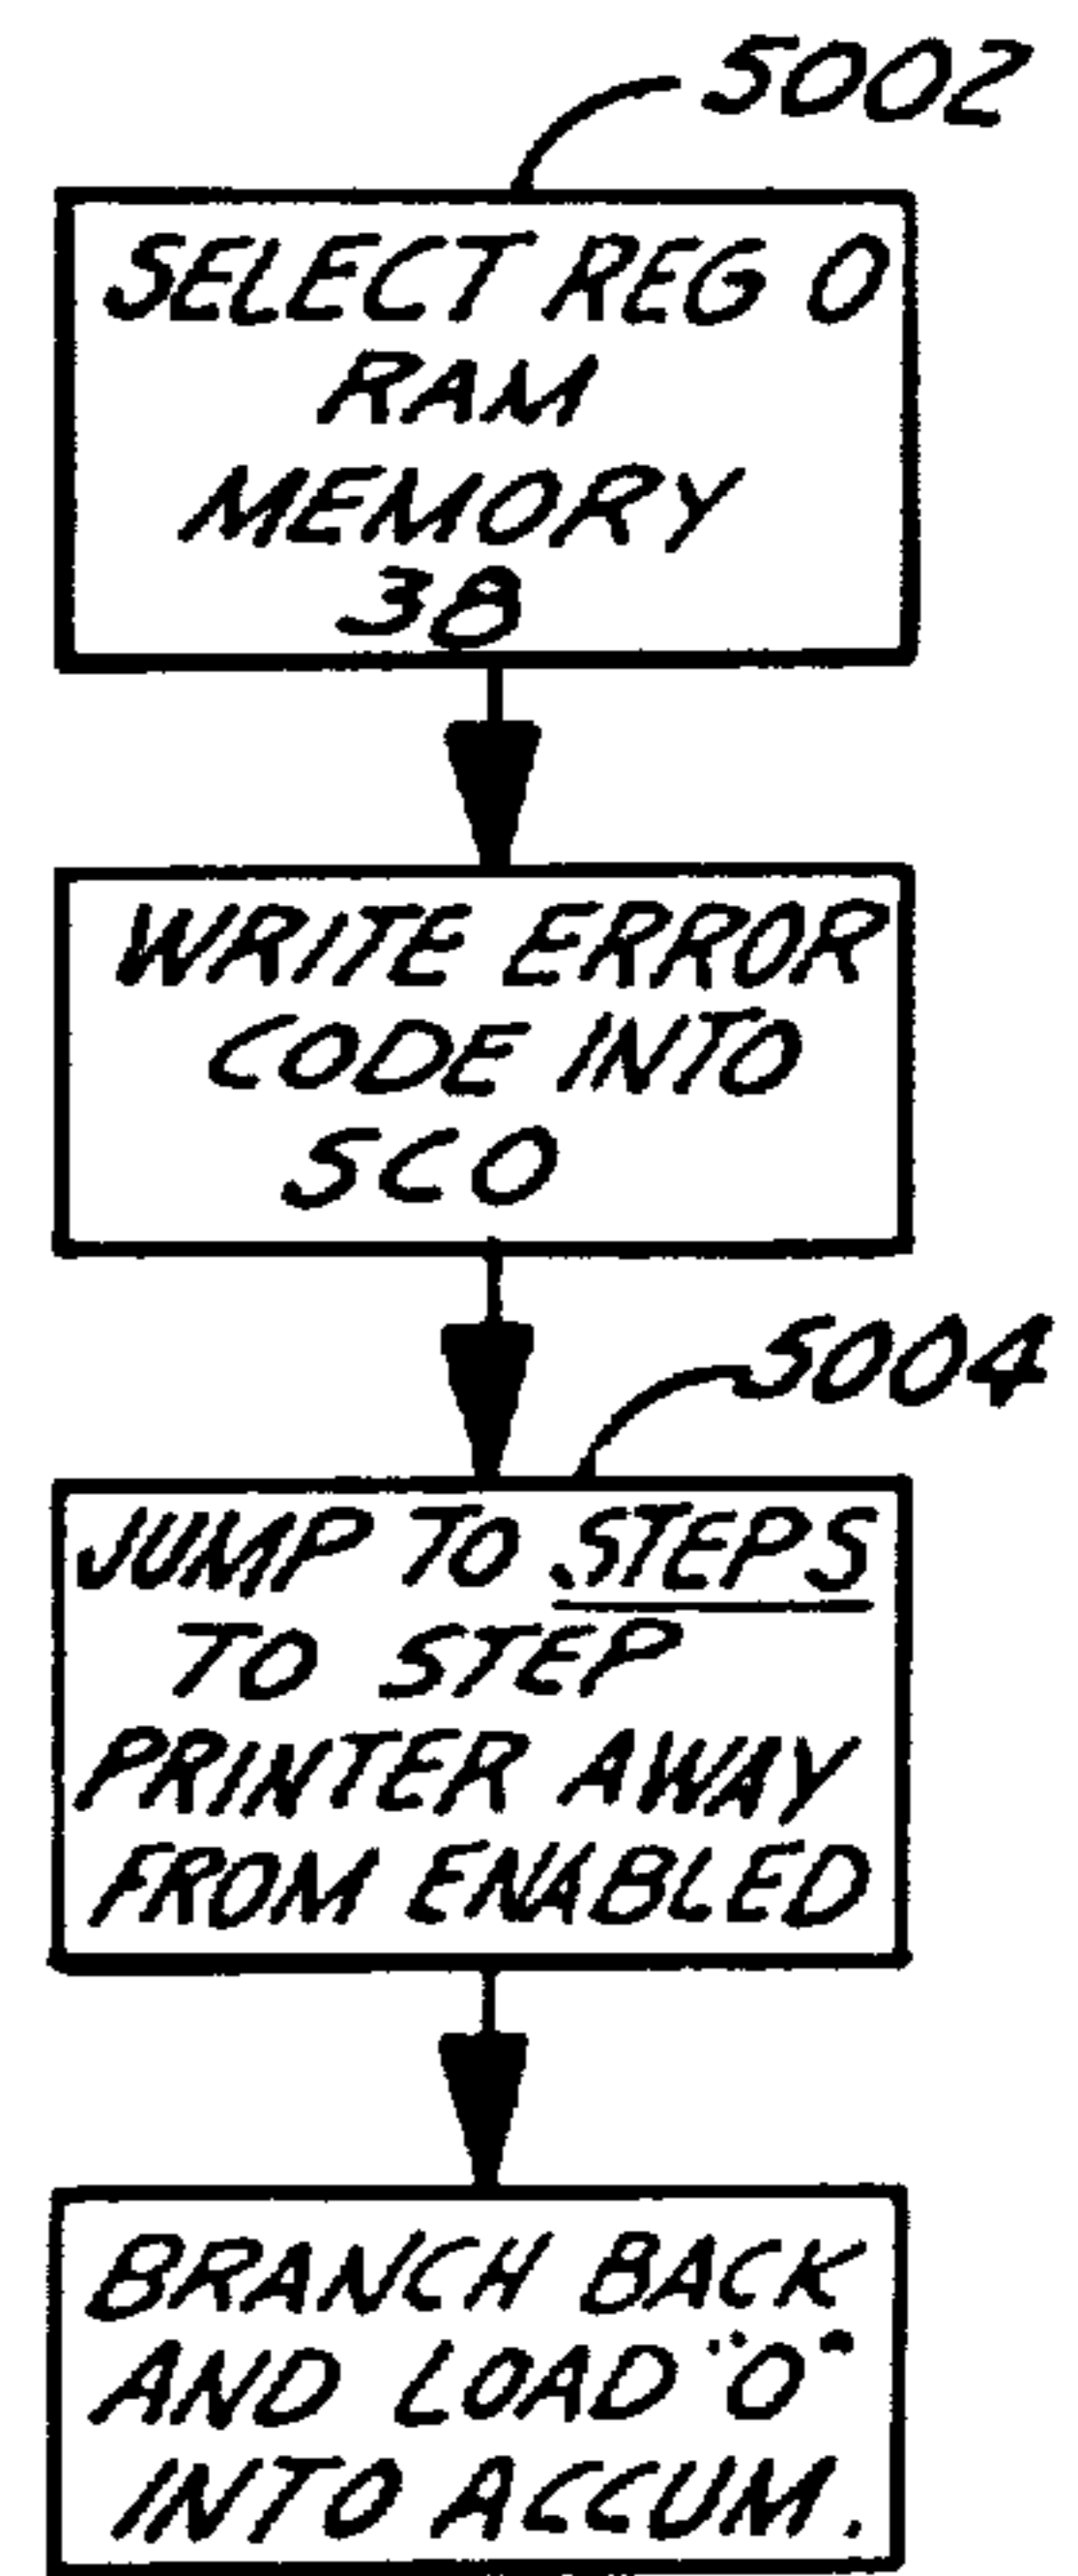 5002
SELECT REG 0
RAM
MEMORY
38
WRITE ERROR
CODE INTO
SC0
5004
JUMP TO STEPS
TO STEP
PRINTER AWAY
FROM ENABLED
BRANCH BACK
AND LOAD "0"
INTO ACCUM.